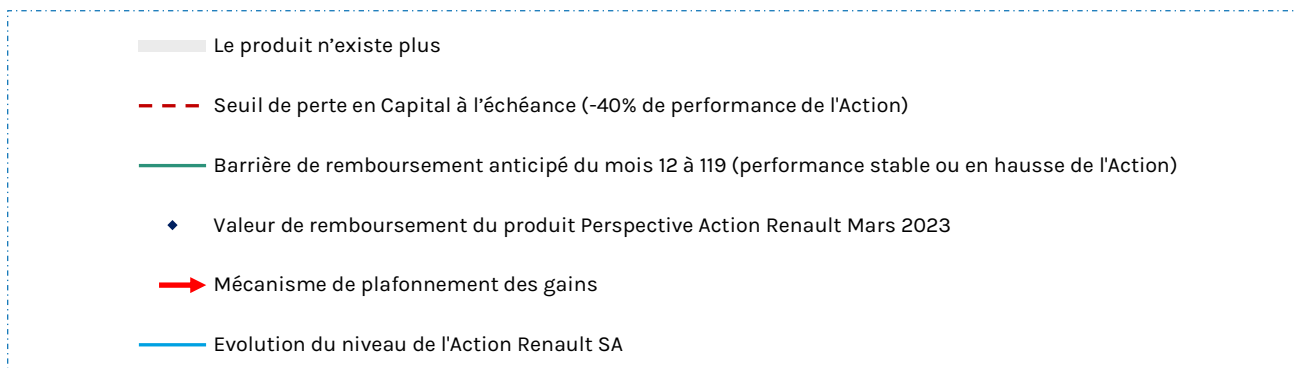 Le produit n’existe plus
Seuil de perte en Capital à l’échéance (-40% de performance de l'Action)
Barrière de remboursement anticipé du mois 12 à 119 (performance stable ou en hausse de l'Action)
Valeur de remboursement du produit Perspective Action Renault Mars 2023
Mécanisme de plafonnement des gains
Evolution du niveau de l'Action Renault SA